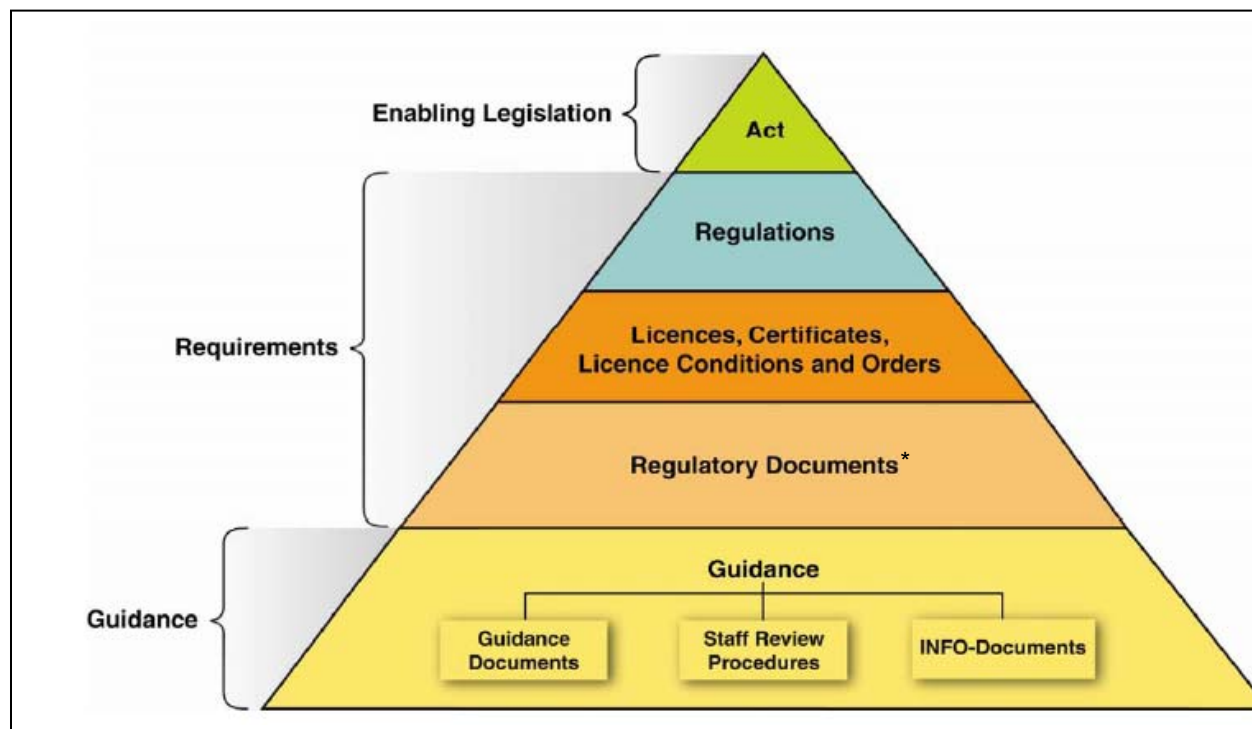 Enabling Legislation
Act
Regulations
Requirements
Licences, Certificates,
Licence Conditions and Orders
Regulatory Documents*
Guidance
Guidance
Guidance
Documents
Staff Review
Procedures
INFO-Documents